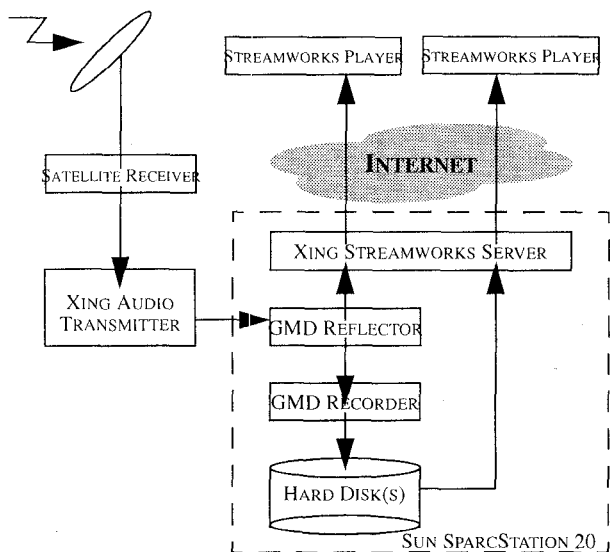 STREAMWORKS PLAYER
STREAMWORKS PLAYER
INTERNET
SATELLITE RECEIVER
XING STREAMWORKS SERVER
XING AUDIO
TRANSMITTER
GMD REFLECTOR
GMD RECORDER
HARD DISK(S)
SUN SPARCSTATION 20